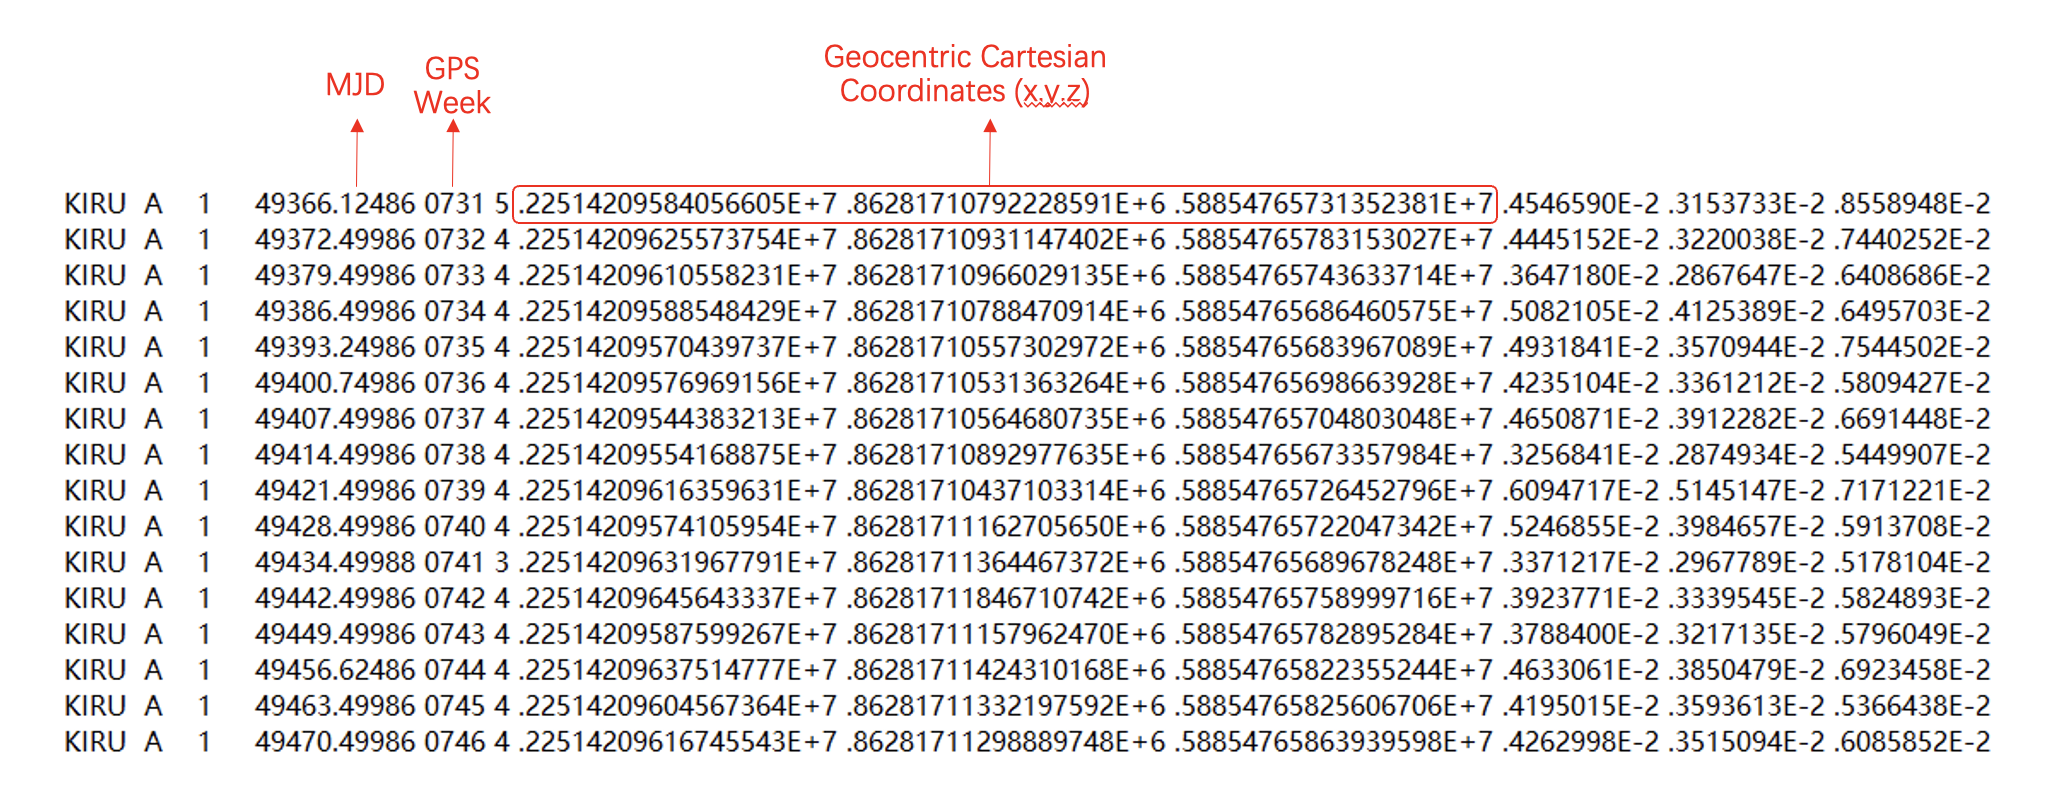 MJD
GPS
Week
Geocentric Cartesian
Coordinates (x.y.z)
KIRU A 1 49366.12486 0731 5 .22514209584056605E+7 .86281710792228591E+6 .58854765731352381E+7 .4546590E-2 .3153733E-2 .8558948E-2
KIRU A 1 49372.49986 0732 4 .22514209625573754E+7 .86281710931147402E+6 .58854765783153027E+7 .4445152E-2 .3220038E-2 .7440252E-2
KIRU A 1 49379.49986 0733 4 .22514209610558231E+7 .86281710966029135E+6 .58854765743633714E+7 .3647180E-2 .2867647E-2 .6408686E-2
KIRU A 1 49386.49986 0734 4 .22514209588548429E+7 .86281710788470914E+6 .58854765686460575E+7 .5082105E-2 .4125389E-2 .6495703E-2
KIRU A 1 49393.24986 0735 4 .22514209570439737E+7 .86281710557302972E+6 .58854765683967089E+7 .4931841E-2 .3570944E-2 .7544502E-2
KIRU A 1 49400.74986 0736 4 .22514209576969156E+7 .86281710531363264E+6 .58854765698663928E+7 .4235104E-2 .3361212E-2 .5809427E-2
KIRU A 1 49407.49986 0737 4 .22514209544383213E+7 .86281710564680735E+6 .58854765704803048E+7 .4650871E-2 .3912282E-2 .6691448E-2
KIRU A 1 49414.49986 0738 4 .22514209554168875E+7 .86281710892977635E+6 .58854765673357984E+7 .3256841E-2 .2874934E-2 .5449907E-2
KIRU A 1 49421.49986 0739 4 .22514209616359631E+7 .86281710437103314E+6 .58854765726452796E+7 .6094717E-2 .5145147E-2 .7171221E-2
KIRU A 1 49428.49986 0740 4 .22514209574105954E+7 .86281711162705650E+6 .58854765722047342E+7 .5246855E-2 .3984657E-2 .5913708E-2
KIRU A 1 49434.49988 0741 3 .22514209631967791E+7 .86281711364467372E+6 .58854765689678248E+7 .3371217E-2 .2967789E-2 .5178104E-2
KIRU A 1 49442.49986 0742 4 .22514209645643337E+7 .86281711846710742E+6 .58854765758999716E+7 .3923771E-2 .3339545E-2 .5824893E-2
KIRU A 1 49449.49986 0743 4 .22514209587599267E+7 .86281711157962470E+6 .58854765782895284E+7 .3788400E-2 .3217135E-2 .5796049E-2
KIRU A 1 49456.62486 0744 4 .22514209637514777E+7 .86281711424310168E+6 .58854765822355244E+7 .4633061E-2 .3850479E-2 .6923458E-2
KIRU A 1 49463.49986 0745 4 .22514209604567364E+7 .86281711332197592E+6 .58854765825606706E+7 .4195015E-2 .3593613E-2 .5366438E-2
KIRU A 1 49470.49986 0746 4 .22514209616745543E+7 .86281711298889748E+6 .58854765863939598E+7 .4262998E-2 .3515094E-2 .6085852E-2